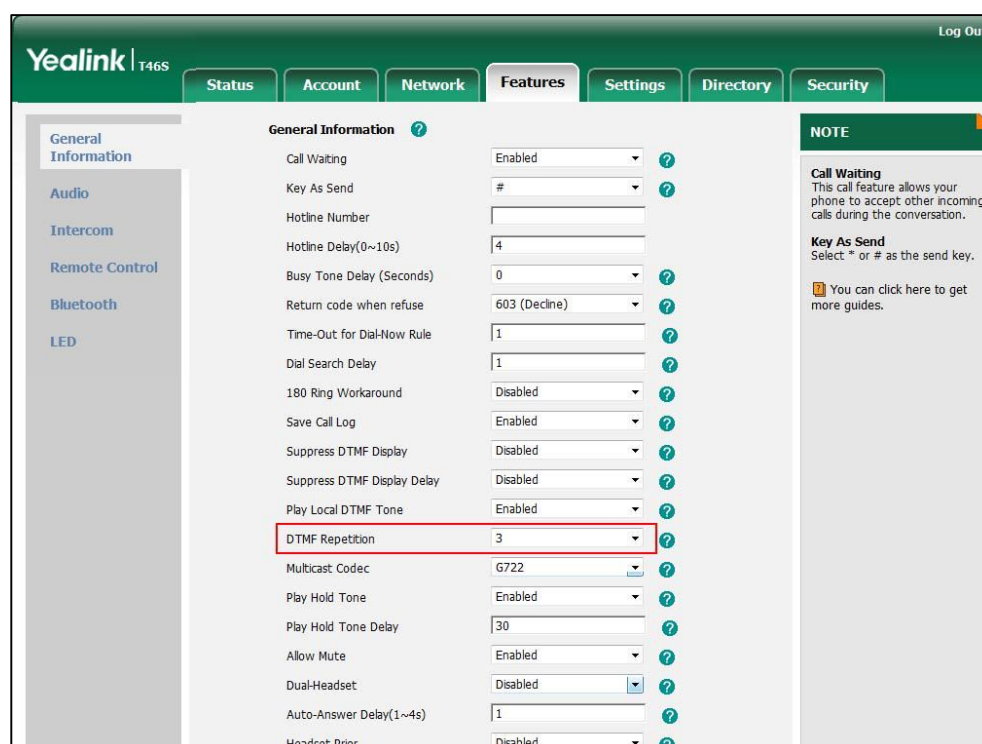 Log Ou
Yealink T46S
Status Account Network Features Settings Directory Security
General
Information
Audio
Intercom
Remote Control
Bluetooth
LED
General Information ?
Call Waiting Enabled ?
Key As Send # ?
Hotline Number
Hotline Delay(0~10s) 4
Busy Tone Delay (Seconds) 0 ?
Return code when refuse 603 (Decline) ?
Time-Out for Dial-Now Rule 1 ?
Dial Search Delay 1 ?
180 Ring Workaround Disabled ?
Save Call Log Enabled ?
Suppress DTMF Display Disabled ?
Suppress DTMF Display Delay Disabled ?
Play Local DTMF Tone Enabled ?
DTMF Repetition 3 ?
Multicast Codec G722 ?
Play Hold Tone Enabled ?
Play Hold Tone Delay 30 ?
Allow Mute Enabled ?
Dual-Headset Disabled ?
Auto-Answer Delay(1~4s) 1 ?
Headset Prior Disabled ?
NOTE
Call Waiting
This call feature allows your
phone to accept other incoming
calls during the conversation.
Key As Send
Select * or # as the send key.
? You can click here to get
more guides.